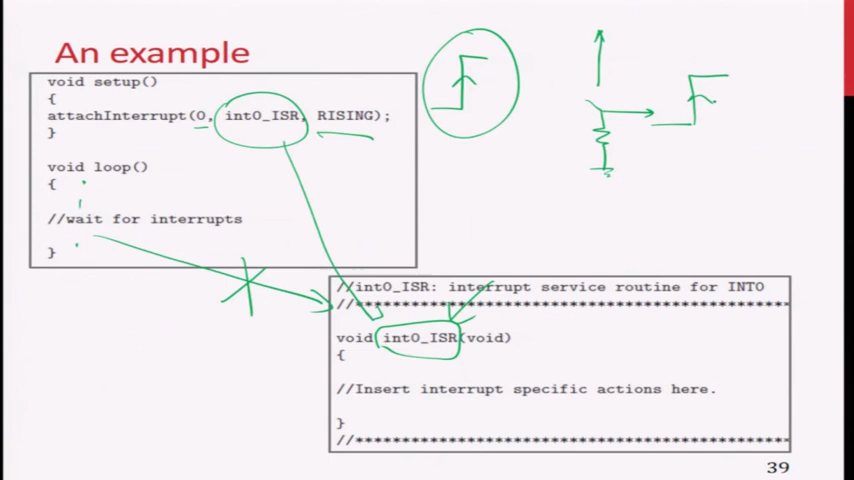 An example
void setup()
{
attachInterrupt(0, int0_ISR, RISING);
}
void loop()
{
//wait for interrupts
}
//int0_ISR: interrupt service routine for INT0
//*************************************************
void int0_ISR(void)
{
//Insert interrupt specific actions here.
}
//*************************************************
39